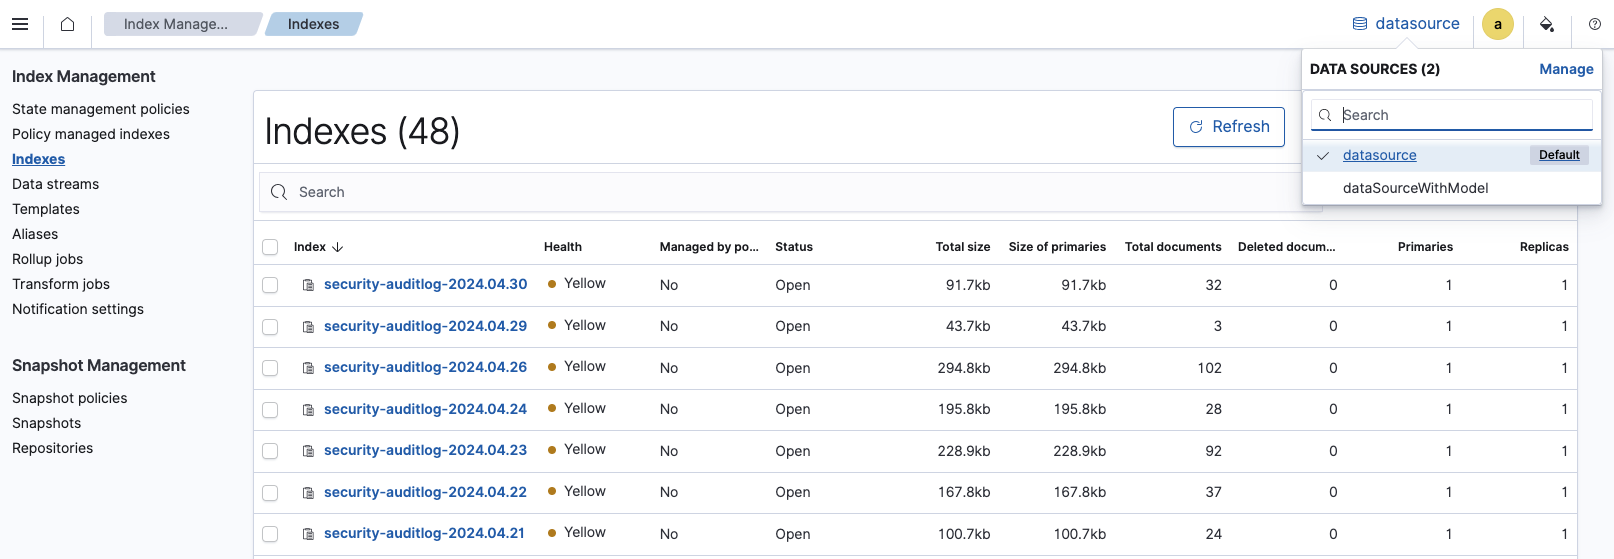 Index Manage... Indexes datasource a
DATA SOURCES (2) Manage
Search
datasource Default
dataSourceWithModel
Index Management
State management policies
Policy managed indexes
Indexes
Data streams
Templates
Aliases
Rollup jobs
Transform jobs
Notification settings
Snapshot Management
Snapshot policies
Snapshots
Repositories
Indexes (48) Refresh
Search
Index Health Managed by po... Status Total size Size of primaries Total documents Deleted docum... Primaries Replicas
security-auditlog-2024.04.30 Yellow No Open 91.7kb 91.7kb 32 0 1 1
security-auditlog-2024.04.29 Yellow No Open 43.7kb 43.7kb 3 0 1 1
security-auditlog-2024.04.26 Yellow No Open 294.8kb 294.8kb 102 0 1 1
security-auditlog-2024.04.24 Yellow No Open 195.8kb 195.8kb 28 0 1 1
security-auditlog-2024.04.23 Yellow No Open 228.9kb 228.9kb 92 0 1 1
security-auditlog-2024.04.22 Yellow No Open 167.8kb 167.8kb 37 0 1 1
security-auditlog-2024.04.21 Yellow No Open 100.7kb 100.7kb 24 0 1 1